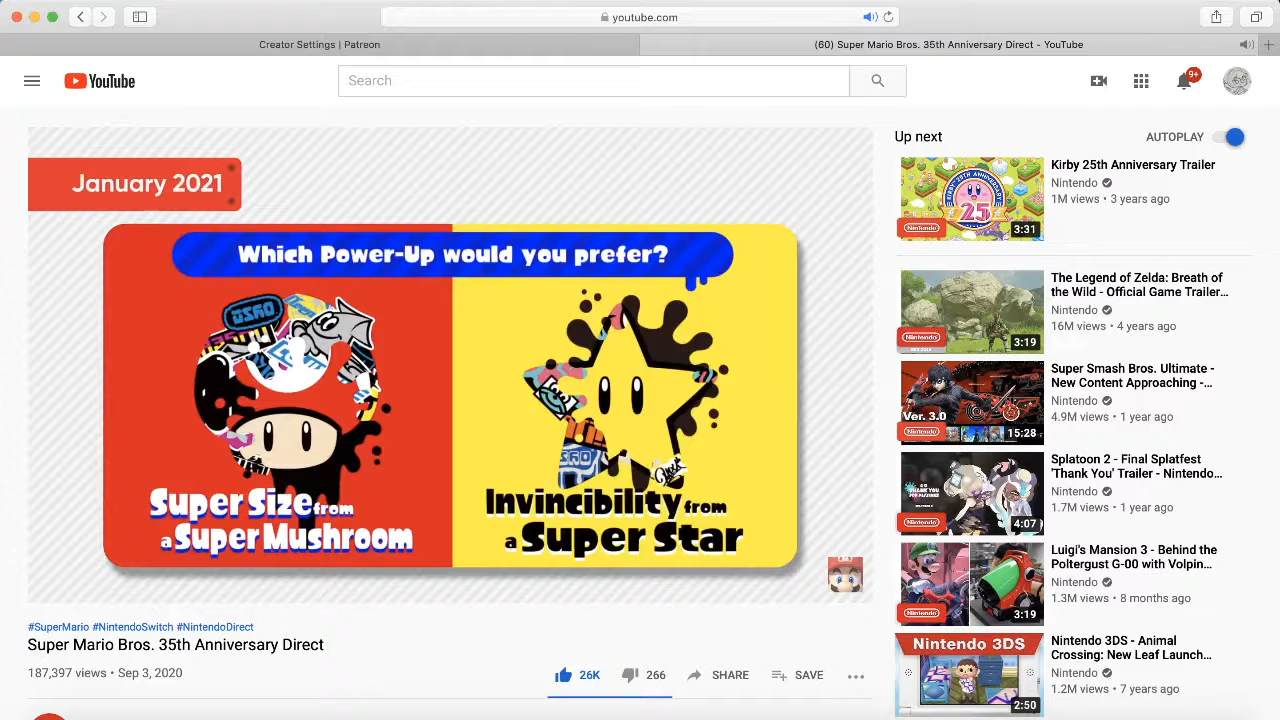 youtube.com
Creator Settings | Patreon
(60) Super Mario Bros. 35th Anniversary Direct - YouTube
YouTube
Search
9+
January 2021
Which Power-Up would you prefer?
Super Size from
a Super Mushroom
Invincibility from
a Super Star
#SuperMario #NintendoSwitch #NintendoDirect
Super Mario Bros. 35th Anniversary Direct
187,397 views • Sep 3, 2020
26K
266
SHARE
SAVE
Up next
AUTOPLAY
25
Nintendo
3:31
Kirby 25th Anniversary Trailer
Nintendo
1M views • 3 years ago
Nintendo
3:19
The Legend of Zelda: Breath of
the Wild - Official Game Trailer...
Nintendo
16M views • 4 years ago
Ver. 3.0
Nintendo
15:28
Super Smash Bros. Ultimate -
New Content Approaching -...
Nintendo
4.9M views • 1 year ago
Nintendo
4:07
Splatoon 2 - Final Splatfest
'Thank You' Trailer - Nintendo...
Nintendo
1.7M views • 1 year ago
Nintendo
3:19
Luigi's Mansion 3 - Behind the
Poltergust G-00 with Volpin...
Nintendo
1.3M views • 8 months ago
Nintendo 3DS
2:50
Nintendo 3DS - Animal
Crossing: New Leaf Launch...
Nintendo
1.2M views • 7 years ago